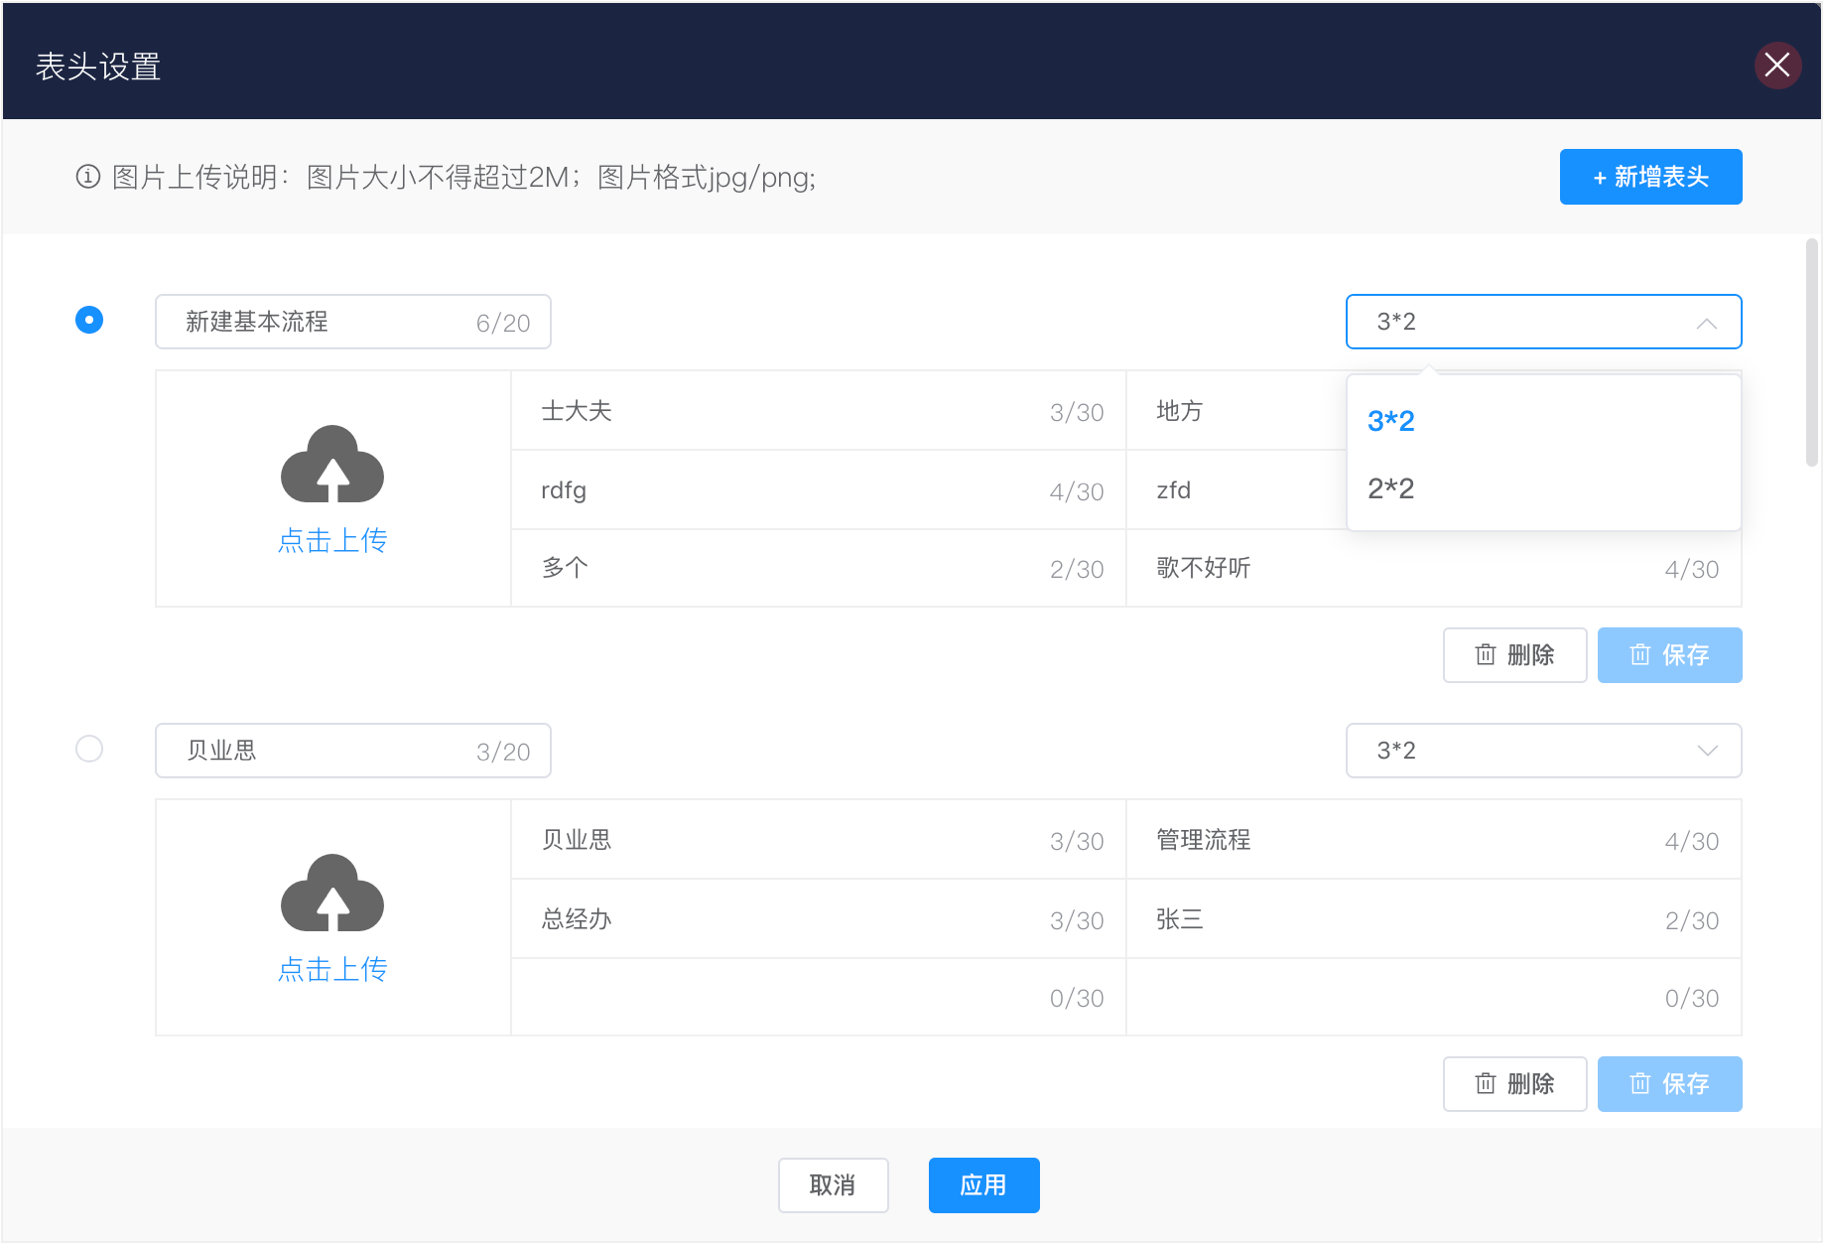 表头设置
图片上传说明：图片大小不得超过2M；图片格式jpg/png;
+ 新增表头
新建基本流程 6/20
3*2
3*2
2*2
点击上传
士大夫 3/30
地方
rdfg 4/30
zfd
多个 2/30
歌不好听 4/30
删除
保存
贝业思 3/20
3*2
点击上传
贝业思 3/30
管理流程 4/30
总经办 3/30
张三 2/30
0/30
0/30
删除
保存
取消
应用